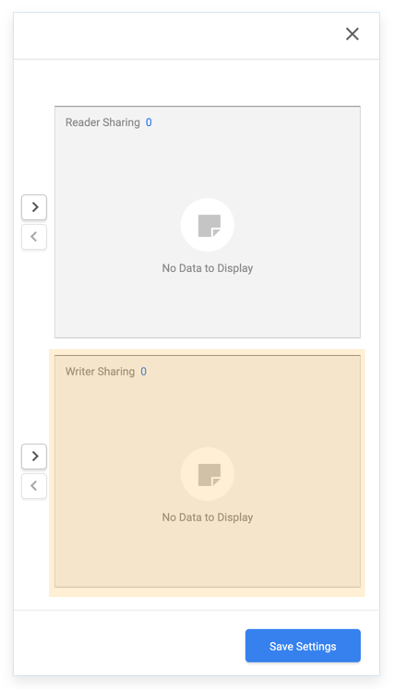 Reader Sharing 0
No Data to Display
Writer Sharing 0
No Data to Display
Save Settings